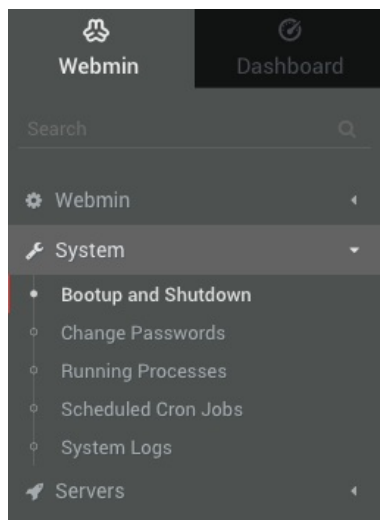 Webmin
Dashboard
Search
Webmin
System
Bootup and Shutdown
Change Passwords
Running Processes
Scheduled Cron Jobs
System Logs
Servers